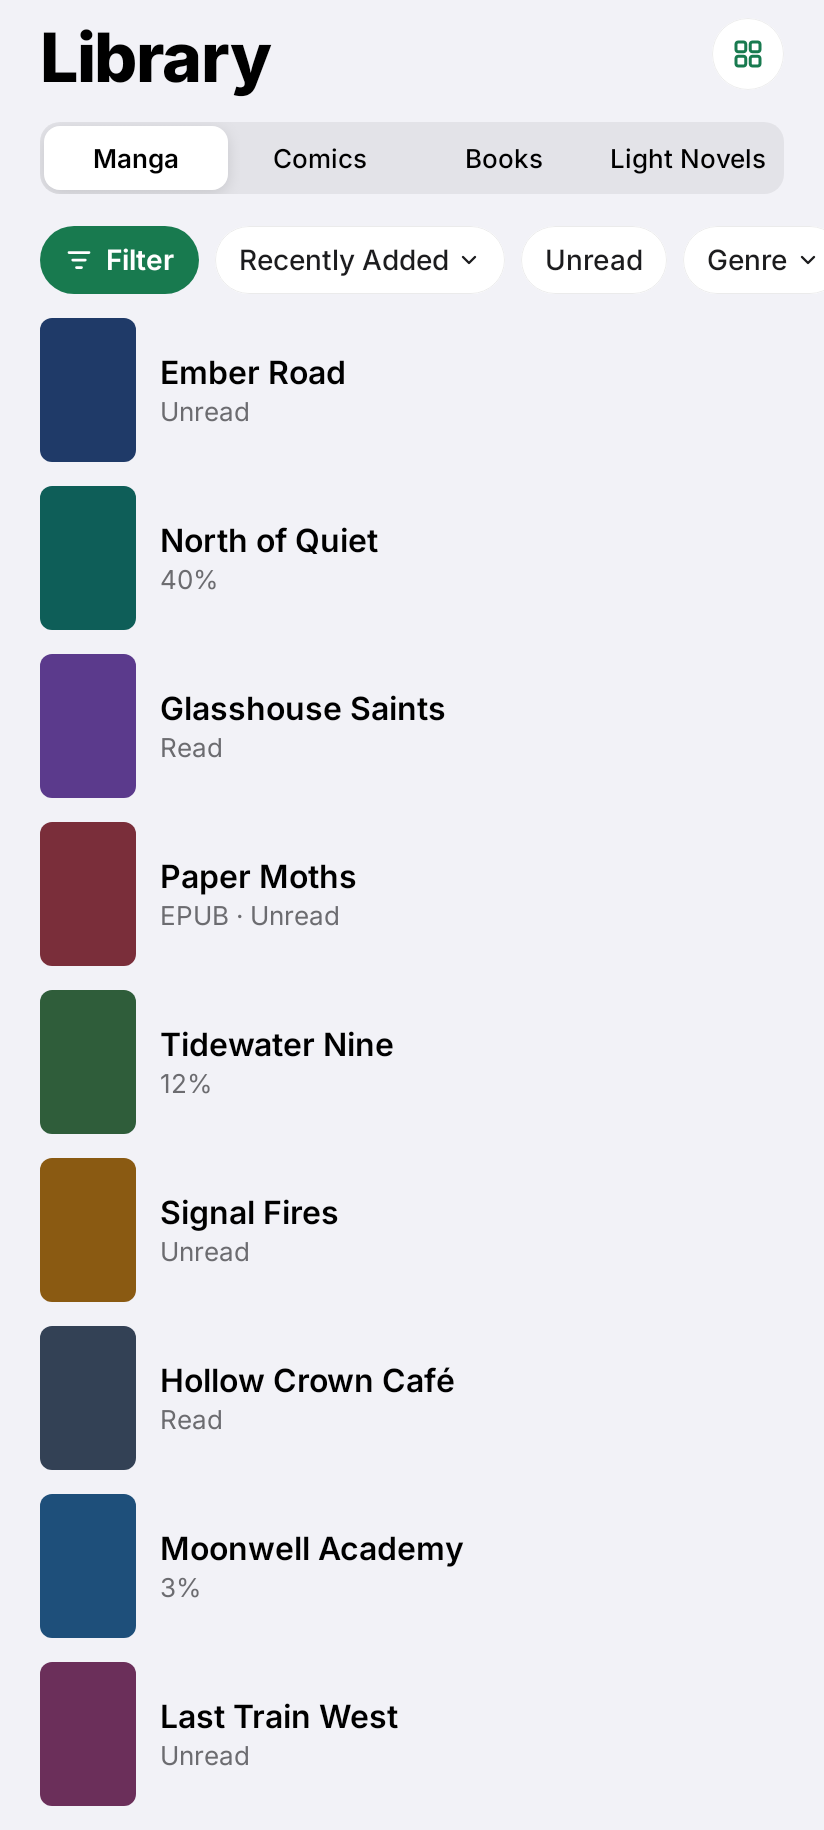 Library
Manga Comics Books Light Novels
Filter Recently Added Unread Genre
Ember Road
Unread
North of Quiet
40%
Glasshouse Saints
Read
Paper Moths
EPUB · Unread
Tidewater Nine
12%
Signal Fires
Unread
Hollow Crown Café
Read
Moonwell Academy
3%
Last Train West
Unread